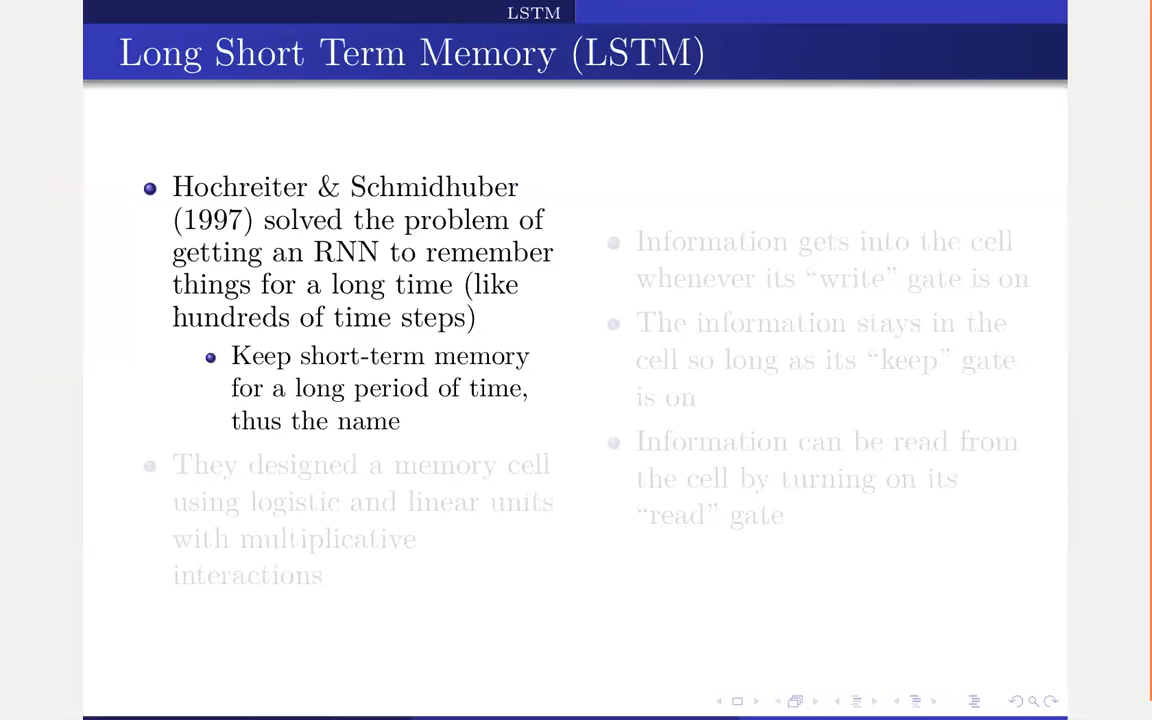 LSTM
Long Short Term Memory (LSTM)
Hochreiter & Schmidhuber
(1997) solved the problem of
getting an RNN to remember
things for a long time (like
hundreds of time steps)
Keep short-term memory
for a long period of time,
thus the name
They designed a memory cell
using logistic and linear units
with multiplicative
interactions
Information gets into the cell
whenever its “write” gate is on
The information stays in the
cell so long as its “keep” gate
is on
Information can be read from
the cell by turning on its
“read” gate